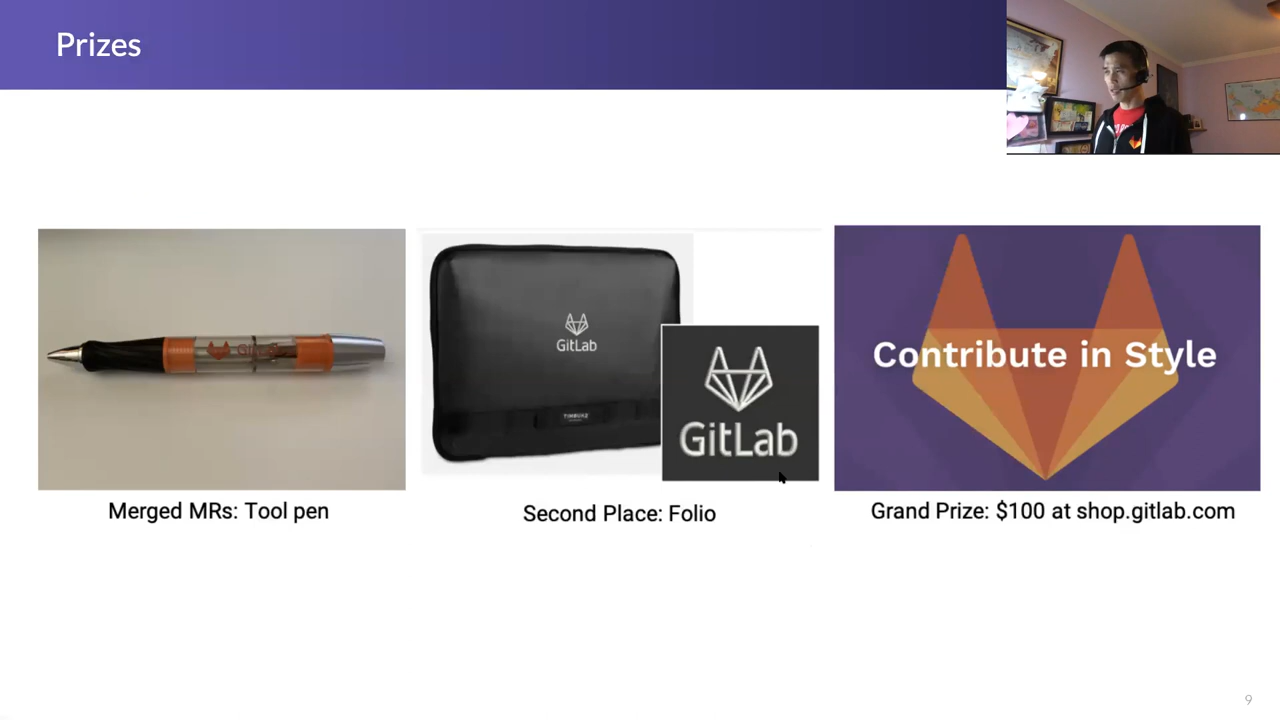 Prizes
GitLab
TIMBUK2
GitLab
Contribute in Style
Merged MRs: Tool pen
Second Place: Folio
Grand Prize: $100 at shop.gitlab.com
9